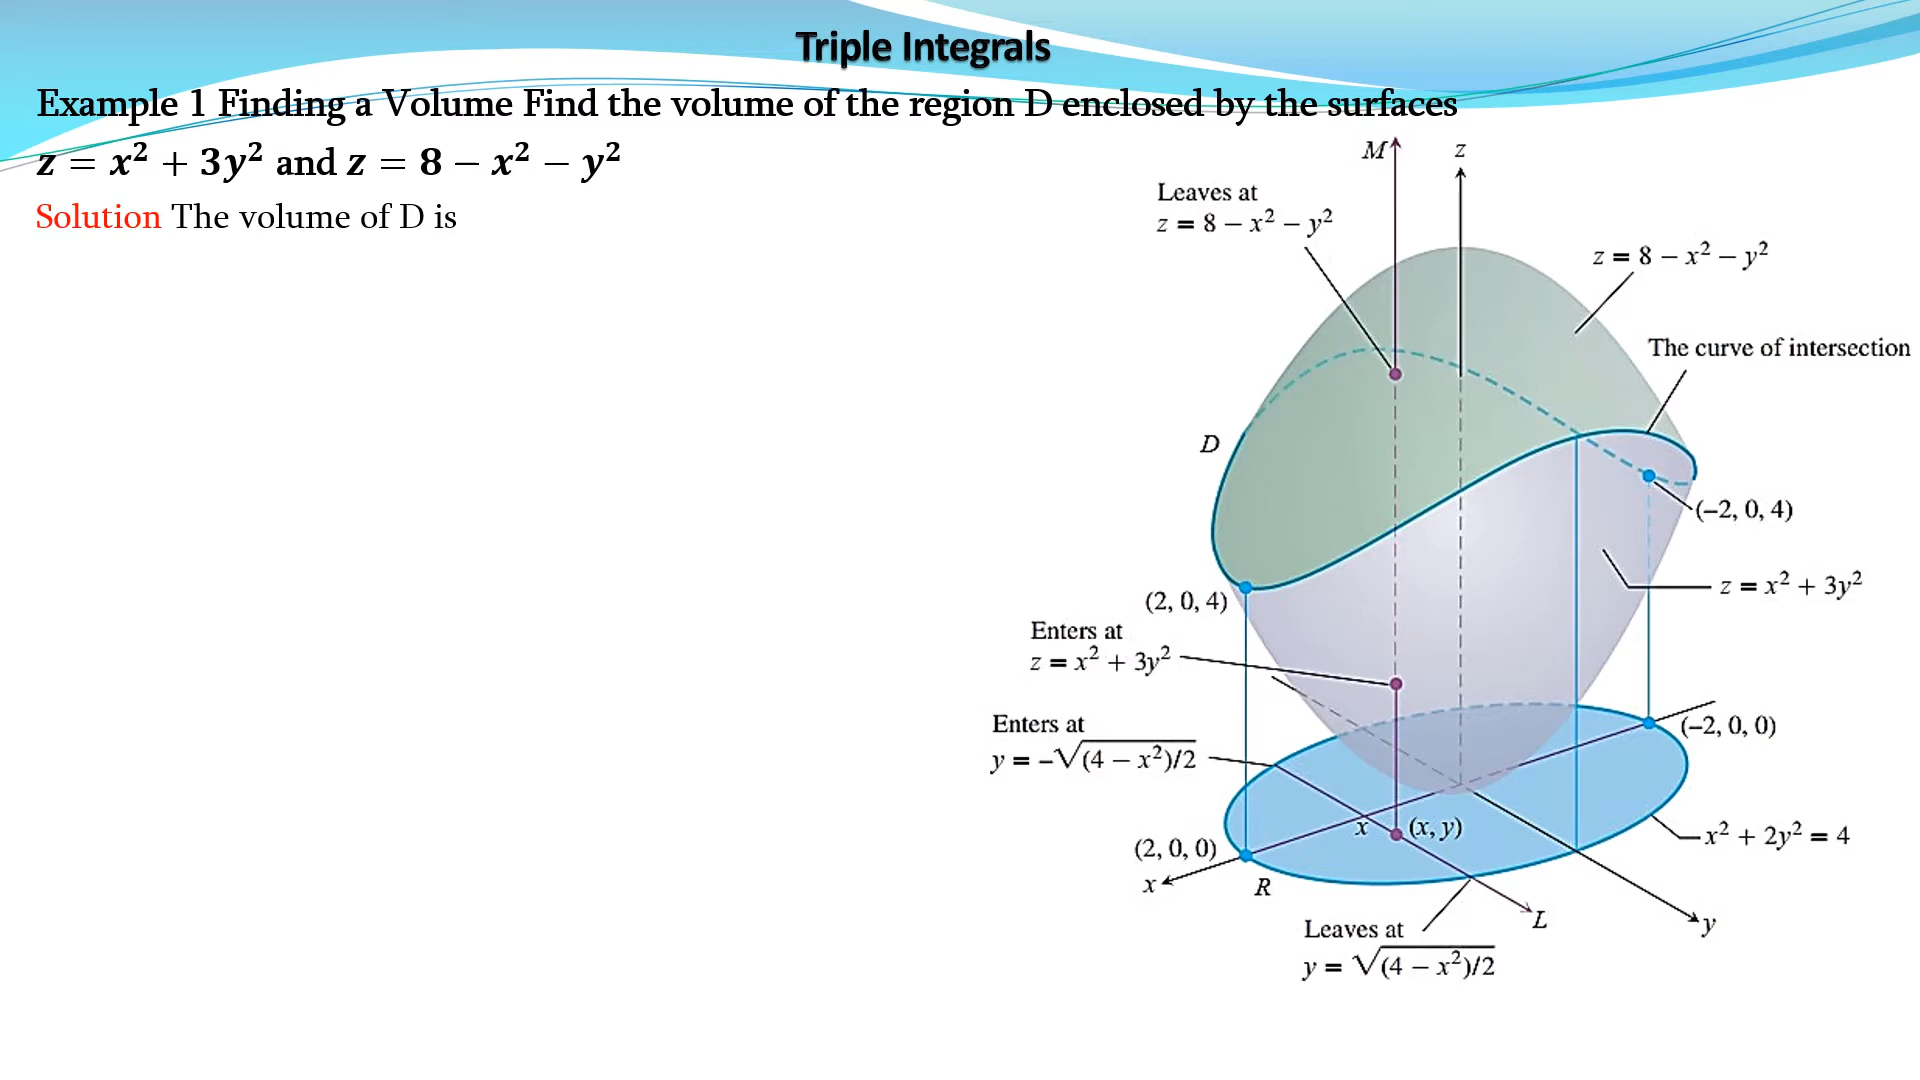 Triple Integrals
Example 1 Finding a Volume Find the volume of the region D enclosed by the surfaces
z = x² + 3y² and z = 8 − x² − y²
Solution The volume of D is
M
z
Leaves at
z = 8 − x² − y²
z = 8 − x² − y²
The curve of intersection
D
(−2, 0, 4)
z = x² + 3y²
(2, 0, 4)
Enters at
z = x² + 3y²
Enters at
y = −√(4 − x²)/2
(−2, 0, 0)
x
(x, y)
x² + 2y² = 4
(2, 0, 0)
x
R
L
y
Leaves at
y = √(4 − x²)/2